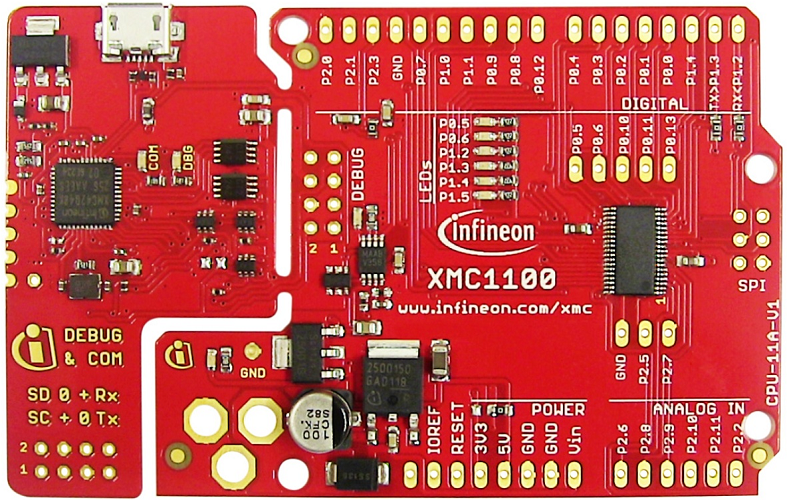 P2.0
P2.1
P2.3
GND
P0.7
P1.0
P1.1
P0.9
P0.8
P0.12
P0.4
P0.3
P0.2
P0.1
P0.0
P1.4
TX>P1.3
RX<P1.2
DIGITAL
LEDs
P0.5
P0.6
P1.2
P1.3
P1.4
P1.5
P0.5
P0.6
P0.10
P0.11
P0.13
COM
DBG
DEBUG
2 1
infineon
XMC1100
www.infineon.com/xmc
SPI
1
CPU-11A-V1
GND
P2.5
P2.7
DEBUG
& COM
SD 0 + Rx
SC + 0 Tx
2
1
GND
2S0015D
GAD118
IOREF
RESET
3V3
5V
GND
GND
Vin
POWER
ANALOG IN
P2.6
P2.8
P2.9
P2.10
P2.11
P2.2